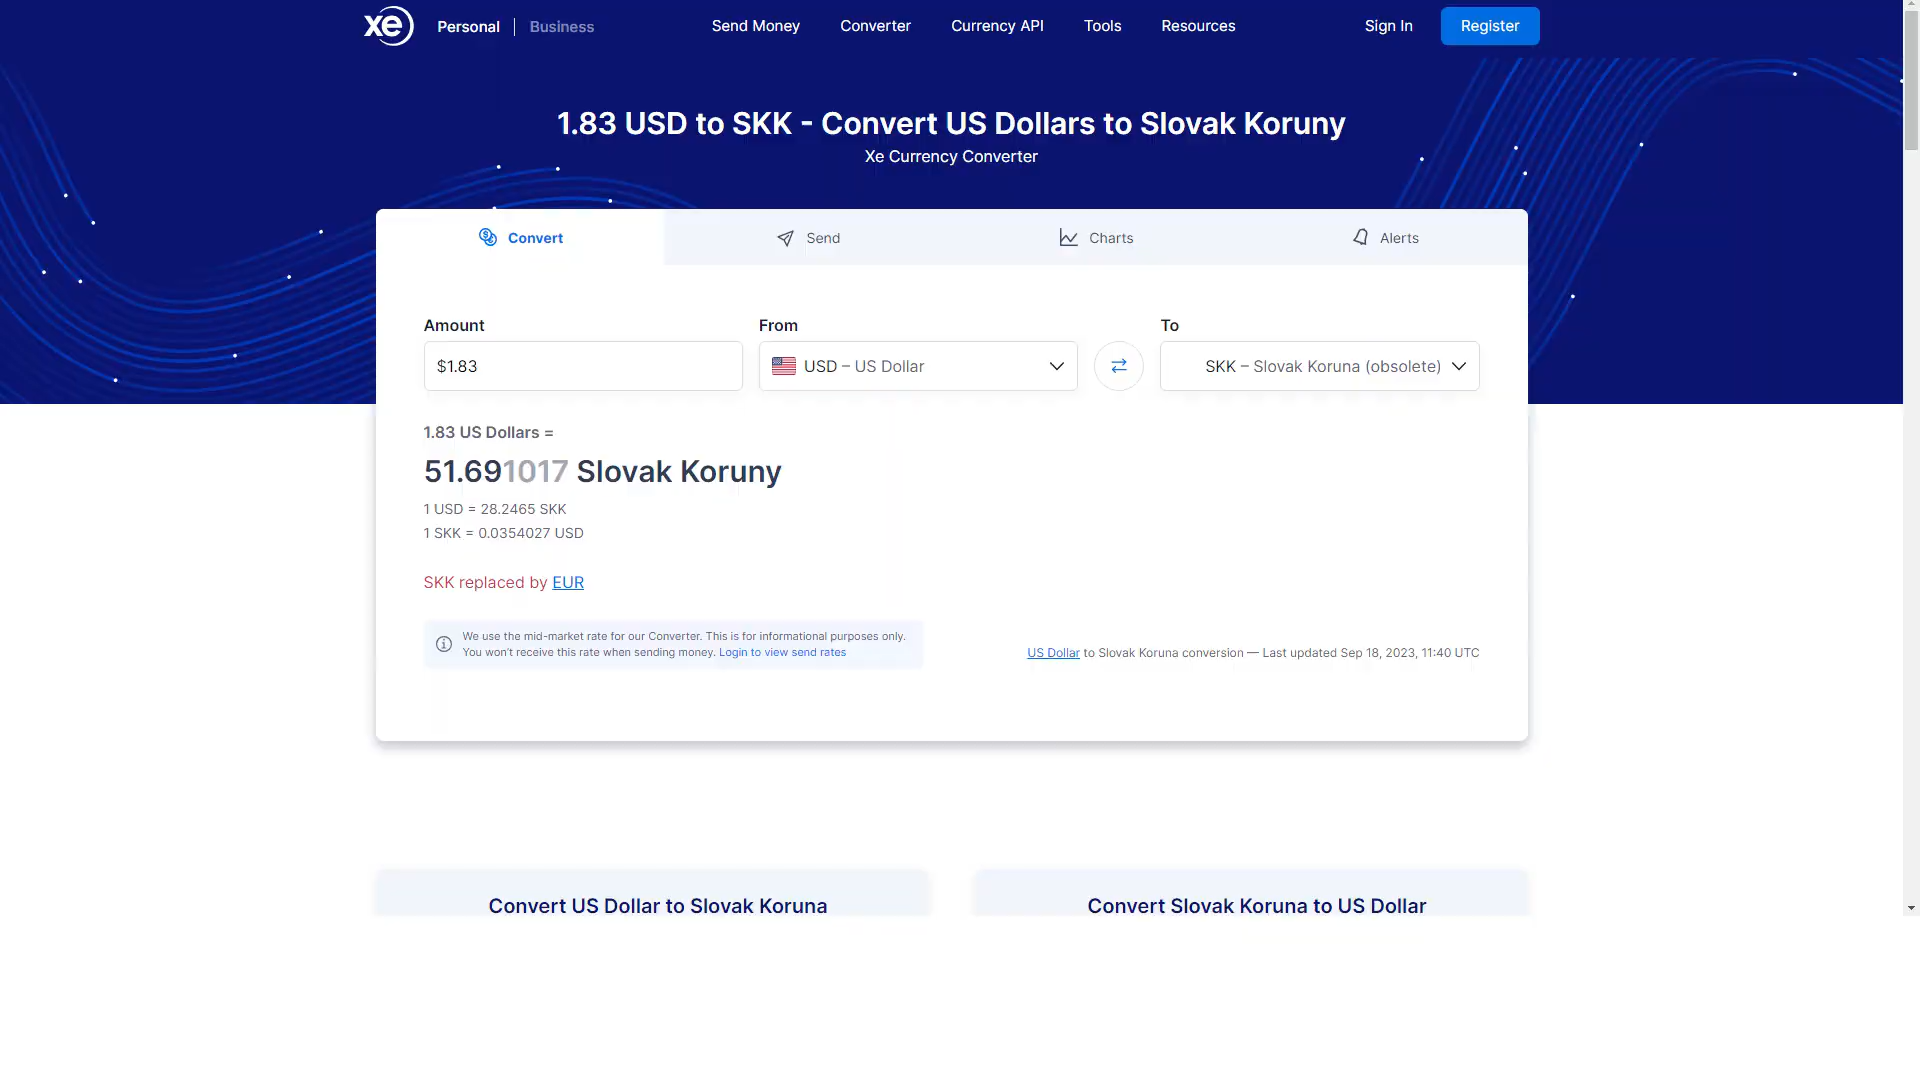 xe Personal Business Send Money Converter Currency API Tools Resources Sign In Register
1.83 USD to SKK - Convert US Dollars to Slovak Koruny
Xe Currency Converter
Convert Send Charts Alerts
Amount From To
$1.83 USD – US Dollar SKK – Slovak Koruna (obsolete)
1.83 US Dollars =
51.691017 Slovak Koruny
1 USD = 28.2465 SKK
1 SKK = 0.0354027 USD
SKK replaced by EUR
We use the mid-market rate for our Converter. This is for informational purposes only.
You won't receive this rate when sending money. Login to view send rates
US Dollar to Slovak Koruna conversion — Last updated Sep 18, 2023, 11:40 UTC
Convert US Dollar to Slovak Koruna Convert Slovak Koruna to US Dollar